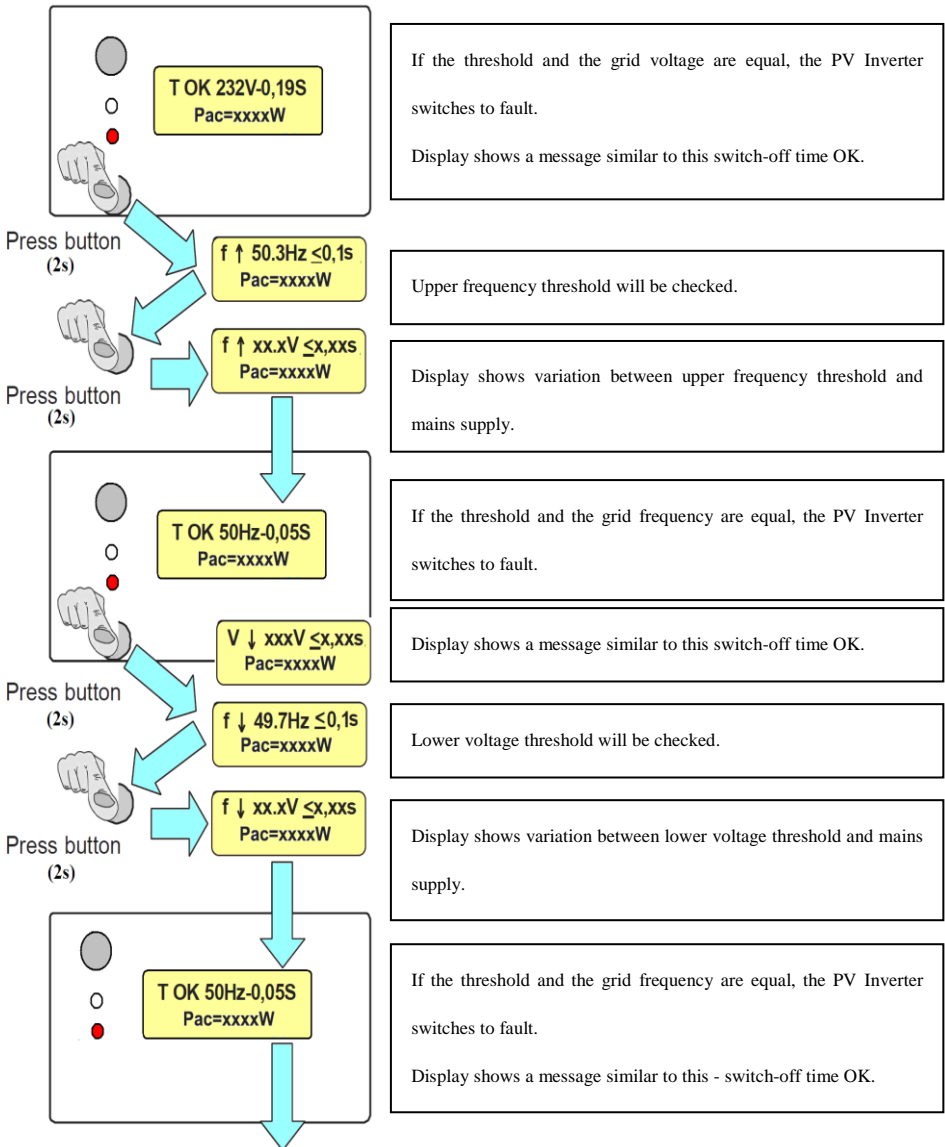 T OK 232V-0,19S
Pac=xxxxW
If the threshold and the grid voltage are equal, the PV Inverter
switches to fault.
Display shows a message similar to this switch-off time OK.
Press button
(2s)
f ↑ 50.3Hz ≤0,1s
Pac=xxxxW
Upper frequency threshold will be checked.
Press button
(2s)
f ↑ xx.xV ≤x,xxs
Pac=xxxxW
Display shows variation between upper frequency threshold and
mains supply.
T OK 50Hz-0,05S
Pac=xxxxW
If the threshold and the grid frequency are equal, the PV Inverter
switches to fault.
V ↓ xxxV ≤x,xxs
Pac=xxxxW
Display shows a message similar to this switch-off time OK.
Press button
(2s)
f ↓ 49.7Hz ≤0,1s
Pac=xxxxW
Lower voltage threshold will be checked.
Press button
(2s)
f ↓ xx.xV ≤x,xxs
Pac=xxxxW
Display shows variation between lower voltage threshold and mains
supply.
T OK 50Hz-0,05S
Pac=xxxxW
If the threshold and the grid frequency are equal, the PV Inverter
switches to fault.
Display shows a message similar to this - switch-off time OK.